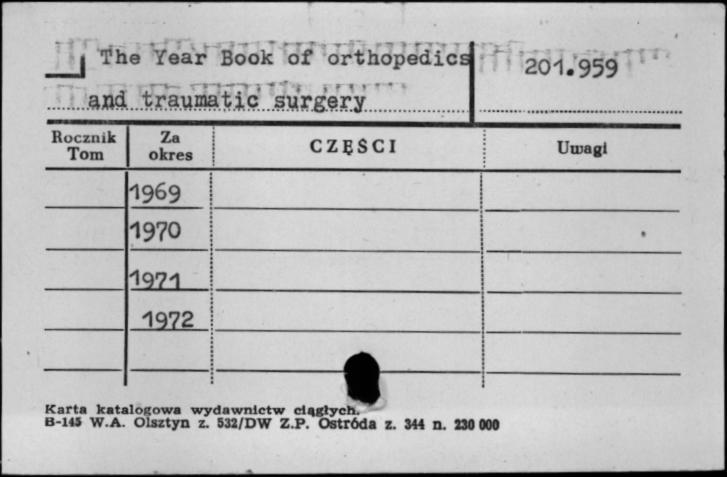 The Year Book of orthopedics 201.959
and traumatic surgery
Rocznik Tom Za okres CZĘŚCI Uwagi
1969
1970
1971
1972
Karta katalogowa wydawnictw ciągłych.
B-145 W.A. Olsztyn z. 532/DW Z.P. Ostróda z. 344 n. 230 000